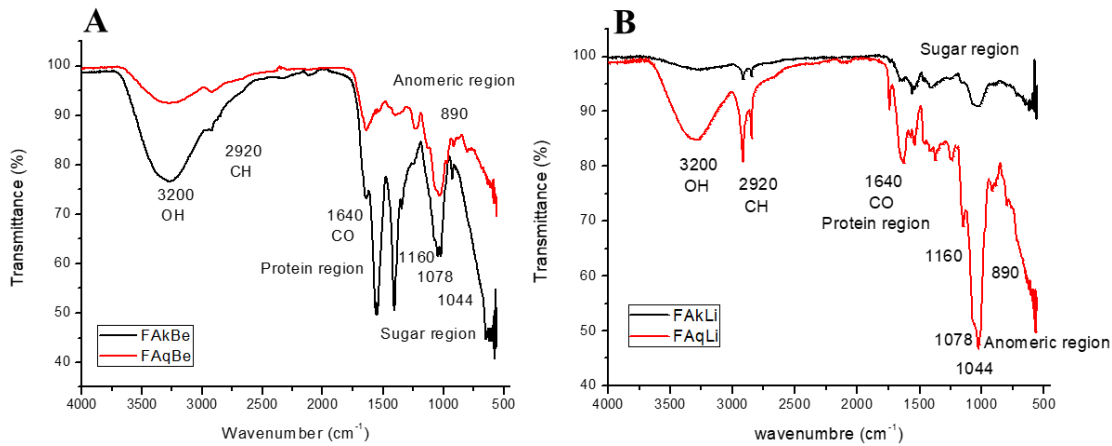 A
100
90
80
70
60
50
40
Transmittance (%)
4000 3500 3000 2500 2000 1500 1000 500
Wavenumber (cm-1)
Anomeric region
890
2920
CH
3200
OH
1640
CO
Protein region
1160
1078
1044
Sugar region
FAkBe
FAqBe
B
100
90
80
70
60
50
40
Transmittance (%)
4000 3500 3000 2500 2000 1500 1000 500
wavenumbre (cm-1)
Sugar region
3200
OH
2920
CH
1640
CO
Protein region
1160
890
1078
Anomeric region
1044
FAkLi
FAqLi